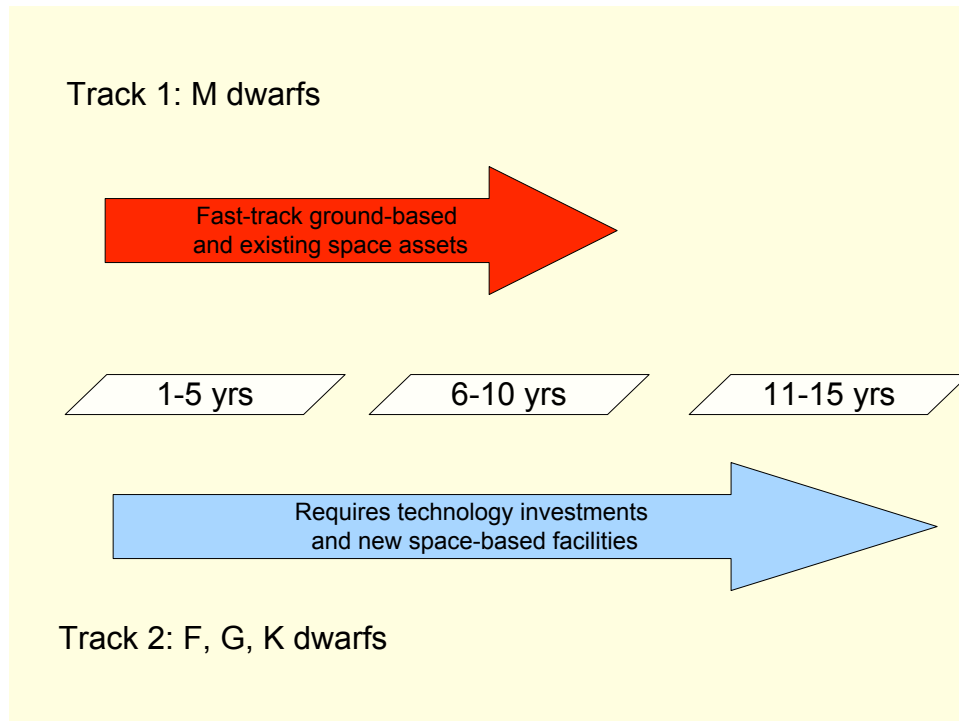 Track 1: M dwarfs
Fast-track ground-based
and existing space assets
1-5 yrs
6-10 yrs
11-15 yrs
Requires technology investments
and new space-based facilities
Track 2: F, G, K dwarfs